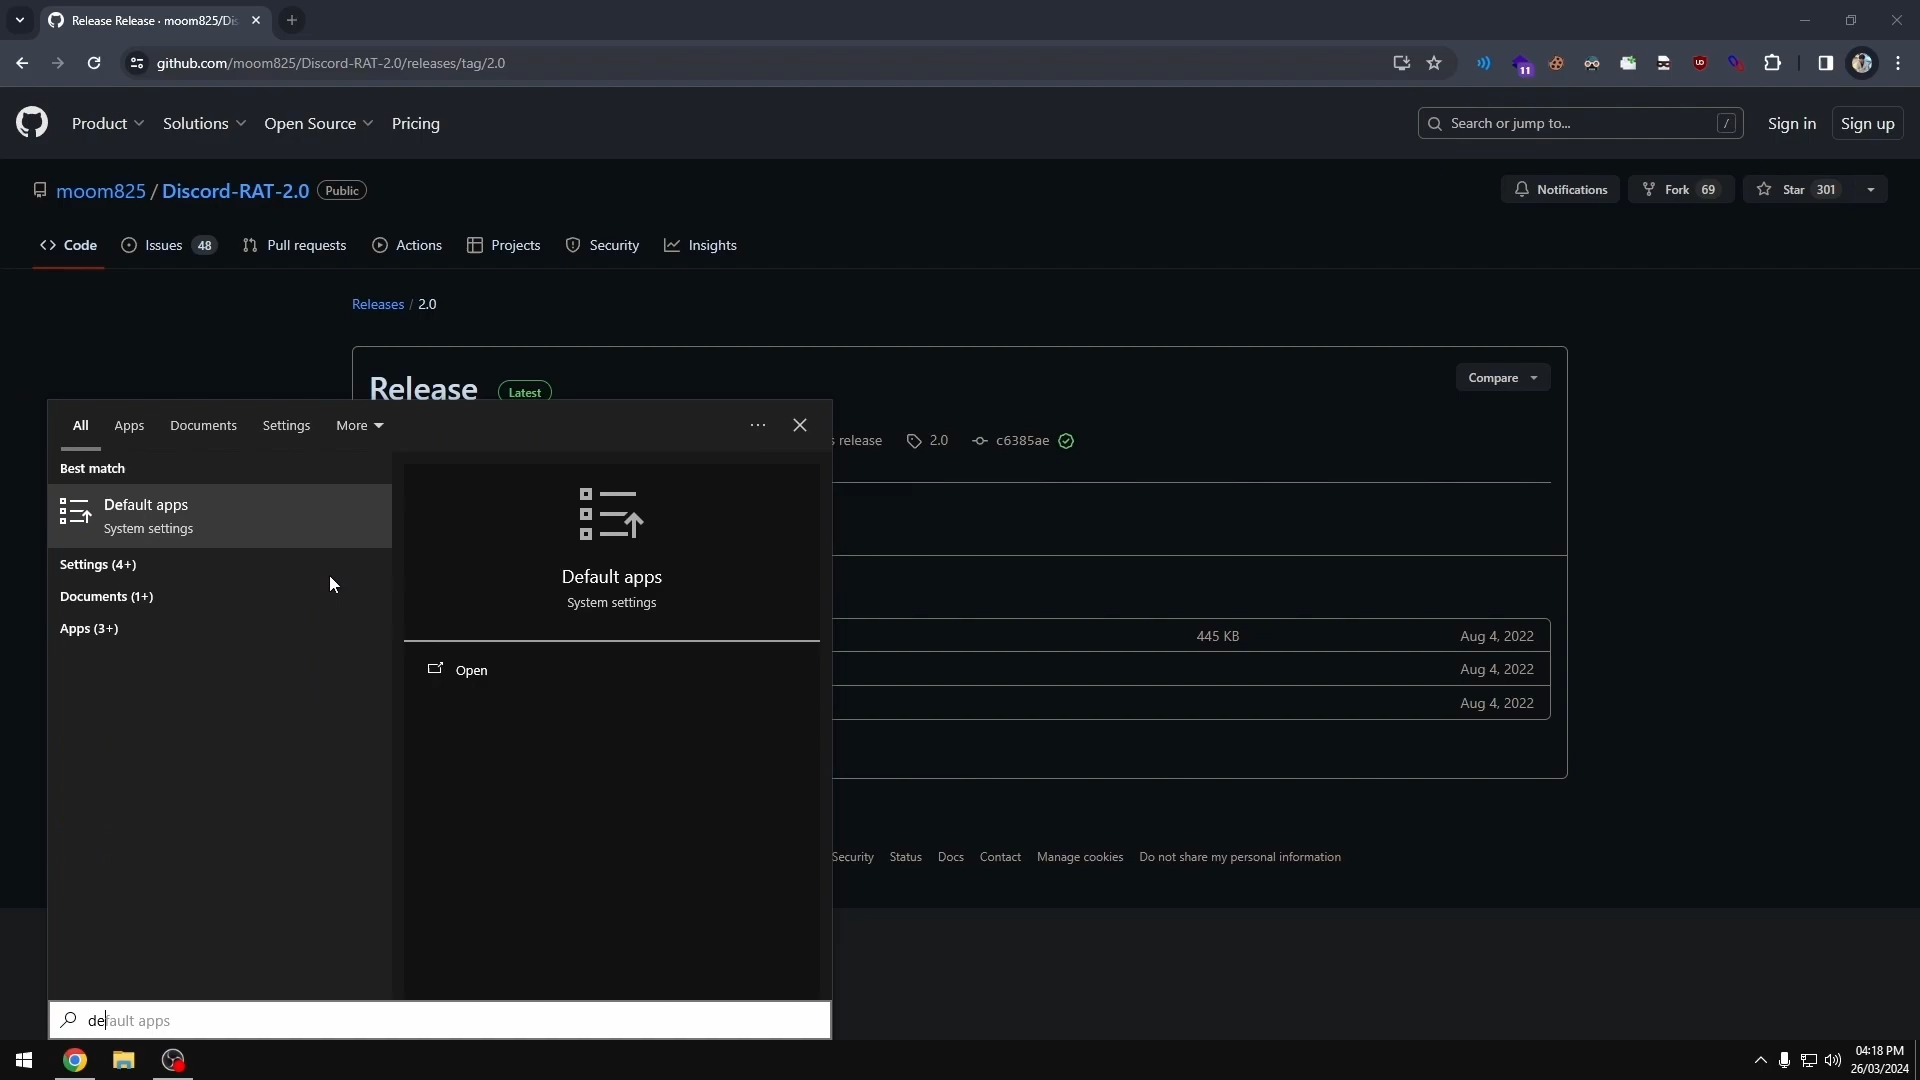 Release Release · moom825/Dis
github.com/moom825/Discord-RAT-2.0/releases/tag/2.0
11
Product
Solutions
Open Source
Pricing
Search or jump to...
/
Sign in
Sign up
moom825 / Discord-RAT-2.0
Public
Notifications
Fork 69
Star 301
Code
Issues 48
Pull requests
Actions
Projects
Security
Insights
Releases / 2.0
Release
Latest
Compare
s release
2.0
c6385ae
445 KB
Aug 4, 2022
Aug 4, 2022
Aug 4, 2022
Security
Status
Docs
Contact
Manage cookies
Do not share my personal information
All
Apps
Documents
Settings
More
Best match
Default apps
System settings
Settings (4+)
Documents (1+)
Apps (3+)
Default apps
System settings
Open
default apps
04:18 PM
26/03/2024